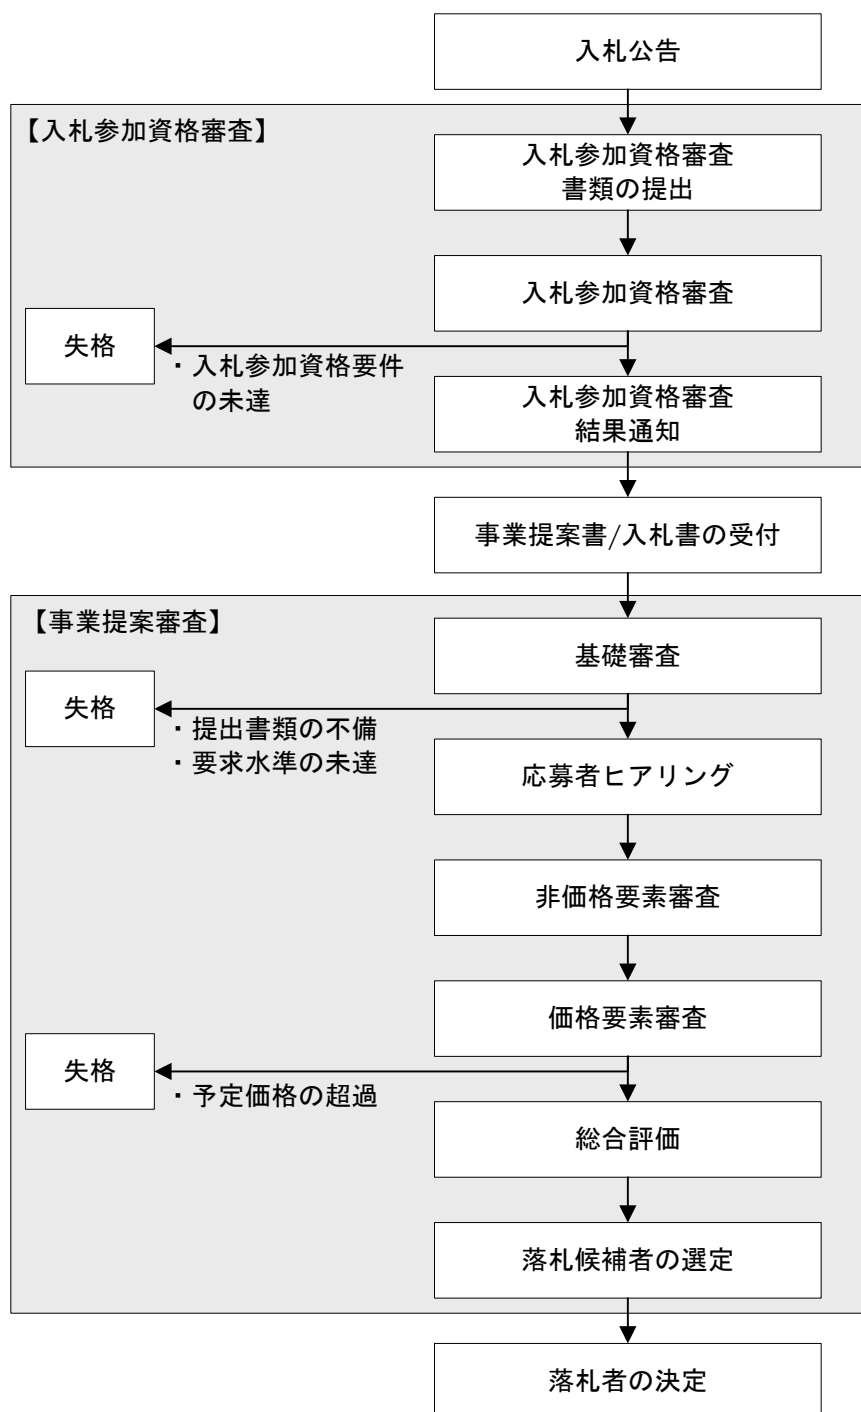 入札公告
【入札参加資格審査】
入札参加資格審査
書類の提出
入札参加資格審査
失格
・入札参加資格要件
の未達
入札参加資格審査
結果通知
事業提案書/入札書の受付
【事業提案審査】
基礎審査
失格
・提出書類の不備
・要求水準の未達
応募者ヒアリング
非価格要素審査
価格要素審査
失格
・予定価格の超過
総合評価
落札候補者の選定
落札者の決定